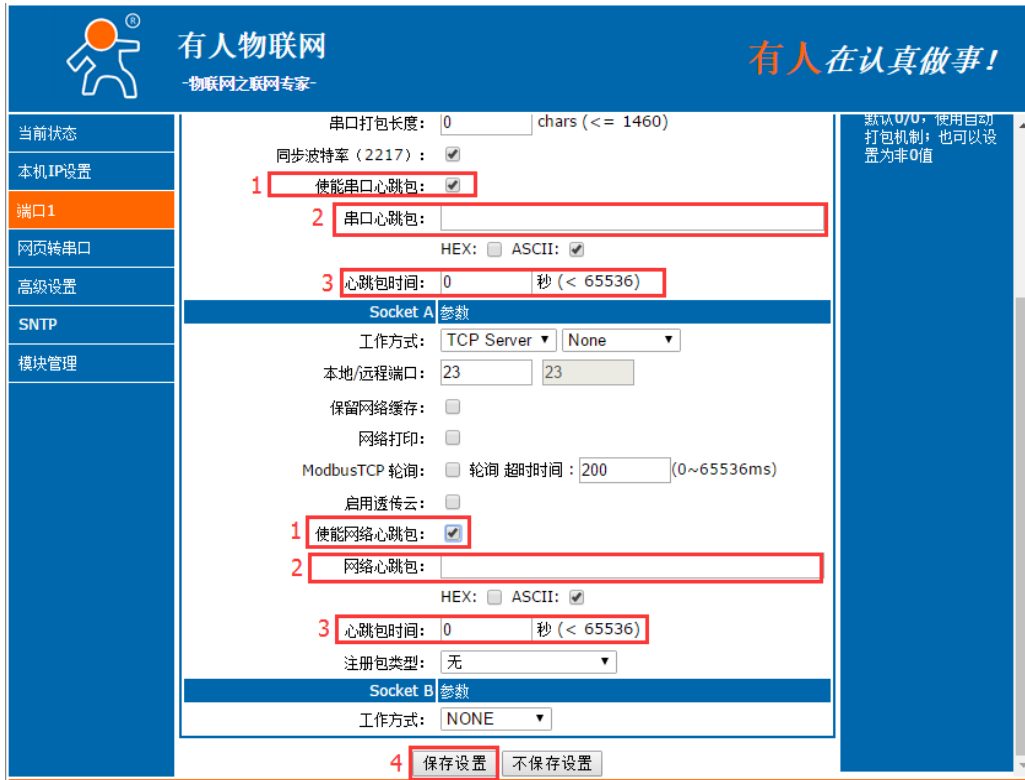 ®
有人物联网
-物联网之联网专家-
有人在认真做事!
当前状态
本机IP设置
端口1
网页转串口
高级设置
SNTP
模块管理
串口打包长度: 0 chars (<= 1460)
同步波特率(2217):
1 使能串口心跳包:
2 串口心跳包:
HEX: ASCII:
3 心跳包时间: 0 秒 (< 65536)
Socket A 参数
工作方式: TCP Server None
本地/远程端口: 23 23
保留网络缓存:
网络打印:
ModbusTCP 轮询: 轮询 超时时间: 200 (0~65536ms)
启用透传云:
1 使能网络心跳包:
2 网络心跳包:
HEX: ASCII:
3 心跳包时间: 0 秒 (< 65536)
注册包类型: 无
Socket B 参数
工作方式: NONE
4 保存设置 不保存设置
默认0/0,使用自动
打包机制;也可以设
置为非0值